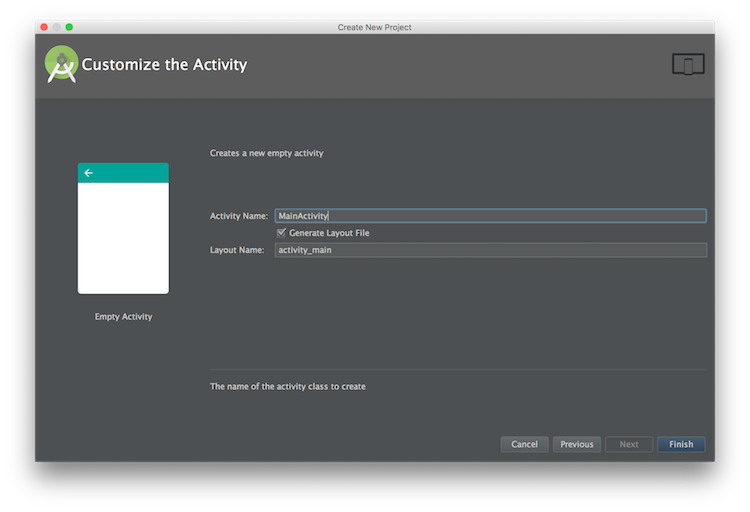 Create New Project
Customize the Activity
Creates a new empty activity
Activity Name: MainActivity
Generate Layout File
Layout Name: activity_main
Empty Activity
The name of the activity class to create
Cancel Previous Next Finish